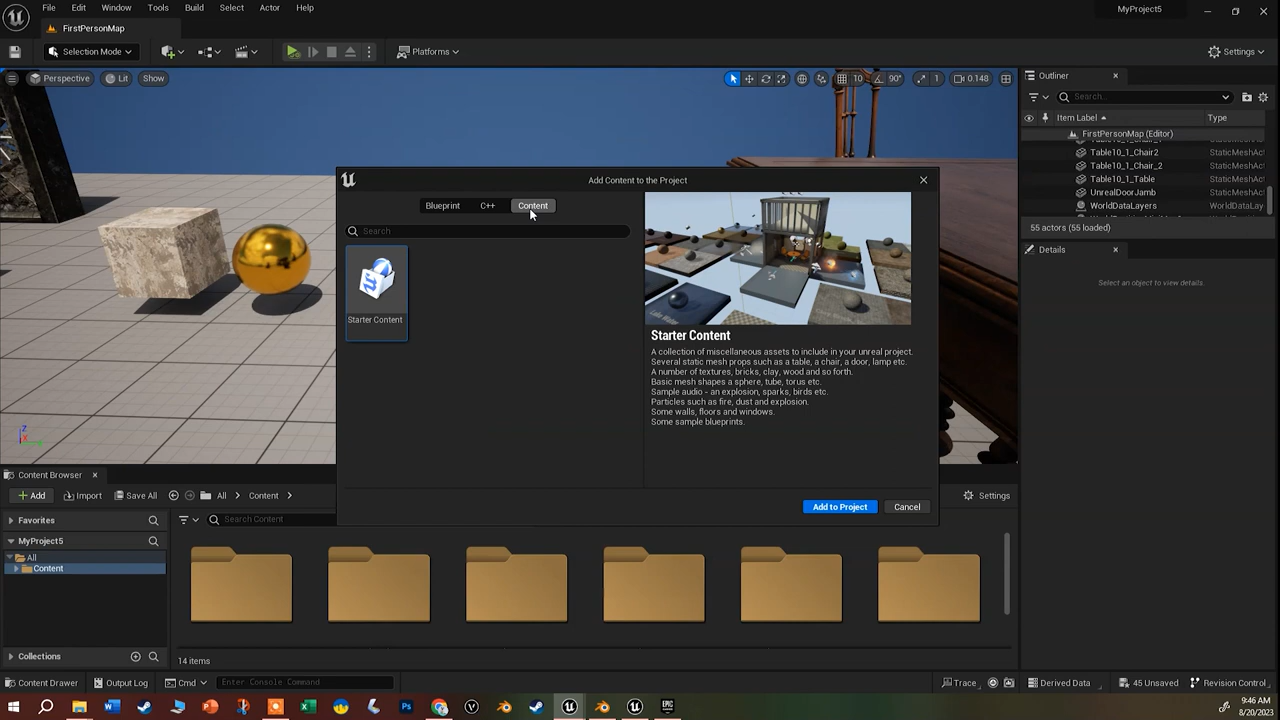 File Edit Window Tools Build Select Actor Help
MyProject5
FirstPersonMap
Selection Mode
Platforms
Settings
Perspective Lit Show
10 90° 1 0.148
Outliner
Search...
Item Label Type
FirstPersonMap (Editor)
Table10_1_Chair2 StaticMeshAct
Table10_1_Chair_2 StaticMeshAct
Table10_1_Table StaticMeshAct
UnrealDoorJamb StaticMeshAct
WorldDataLayers WorldDataLayers
55 actors (55 loaded)
Details
Select an object to view details.
Add Content to the Project
Blueprint C++ Content
Search
Starter Content
Starter Content
A collection of miscellaneous assets to include in your unreal project.
Several static mesh props such as a table, a chair, a door, lamp etc.
A number of textures, bricks, clay, wood and so forth.
Basic mesh shapes a sphere, tube, torus etc.
Sample audio - an explosion, sparks, birds etc.
Particles such as fire, dust and explosion.
Some walls, floors and windows.
Some sample blueprints.
Add to Project Cancel
Content Browser
Add Import Save All All Content
Settings
Favorites
Search Content
MyProject5
All
Content
Collections
14 items
Content Drawer Output Log Cmd Enter Console Command
Trace Derived Data 45 Unsaved Revision Control
9:46 AM
8/20/2023